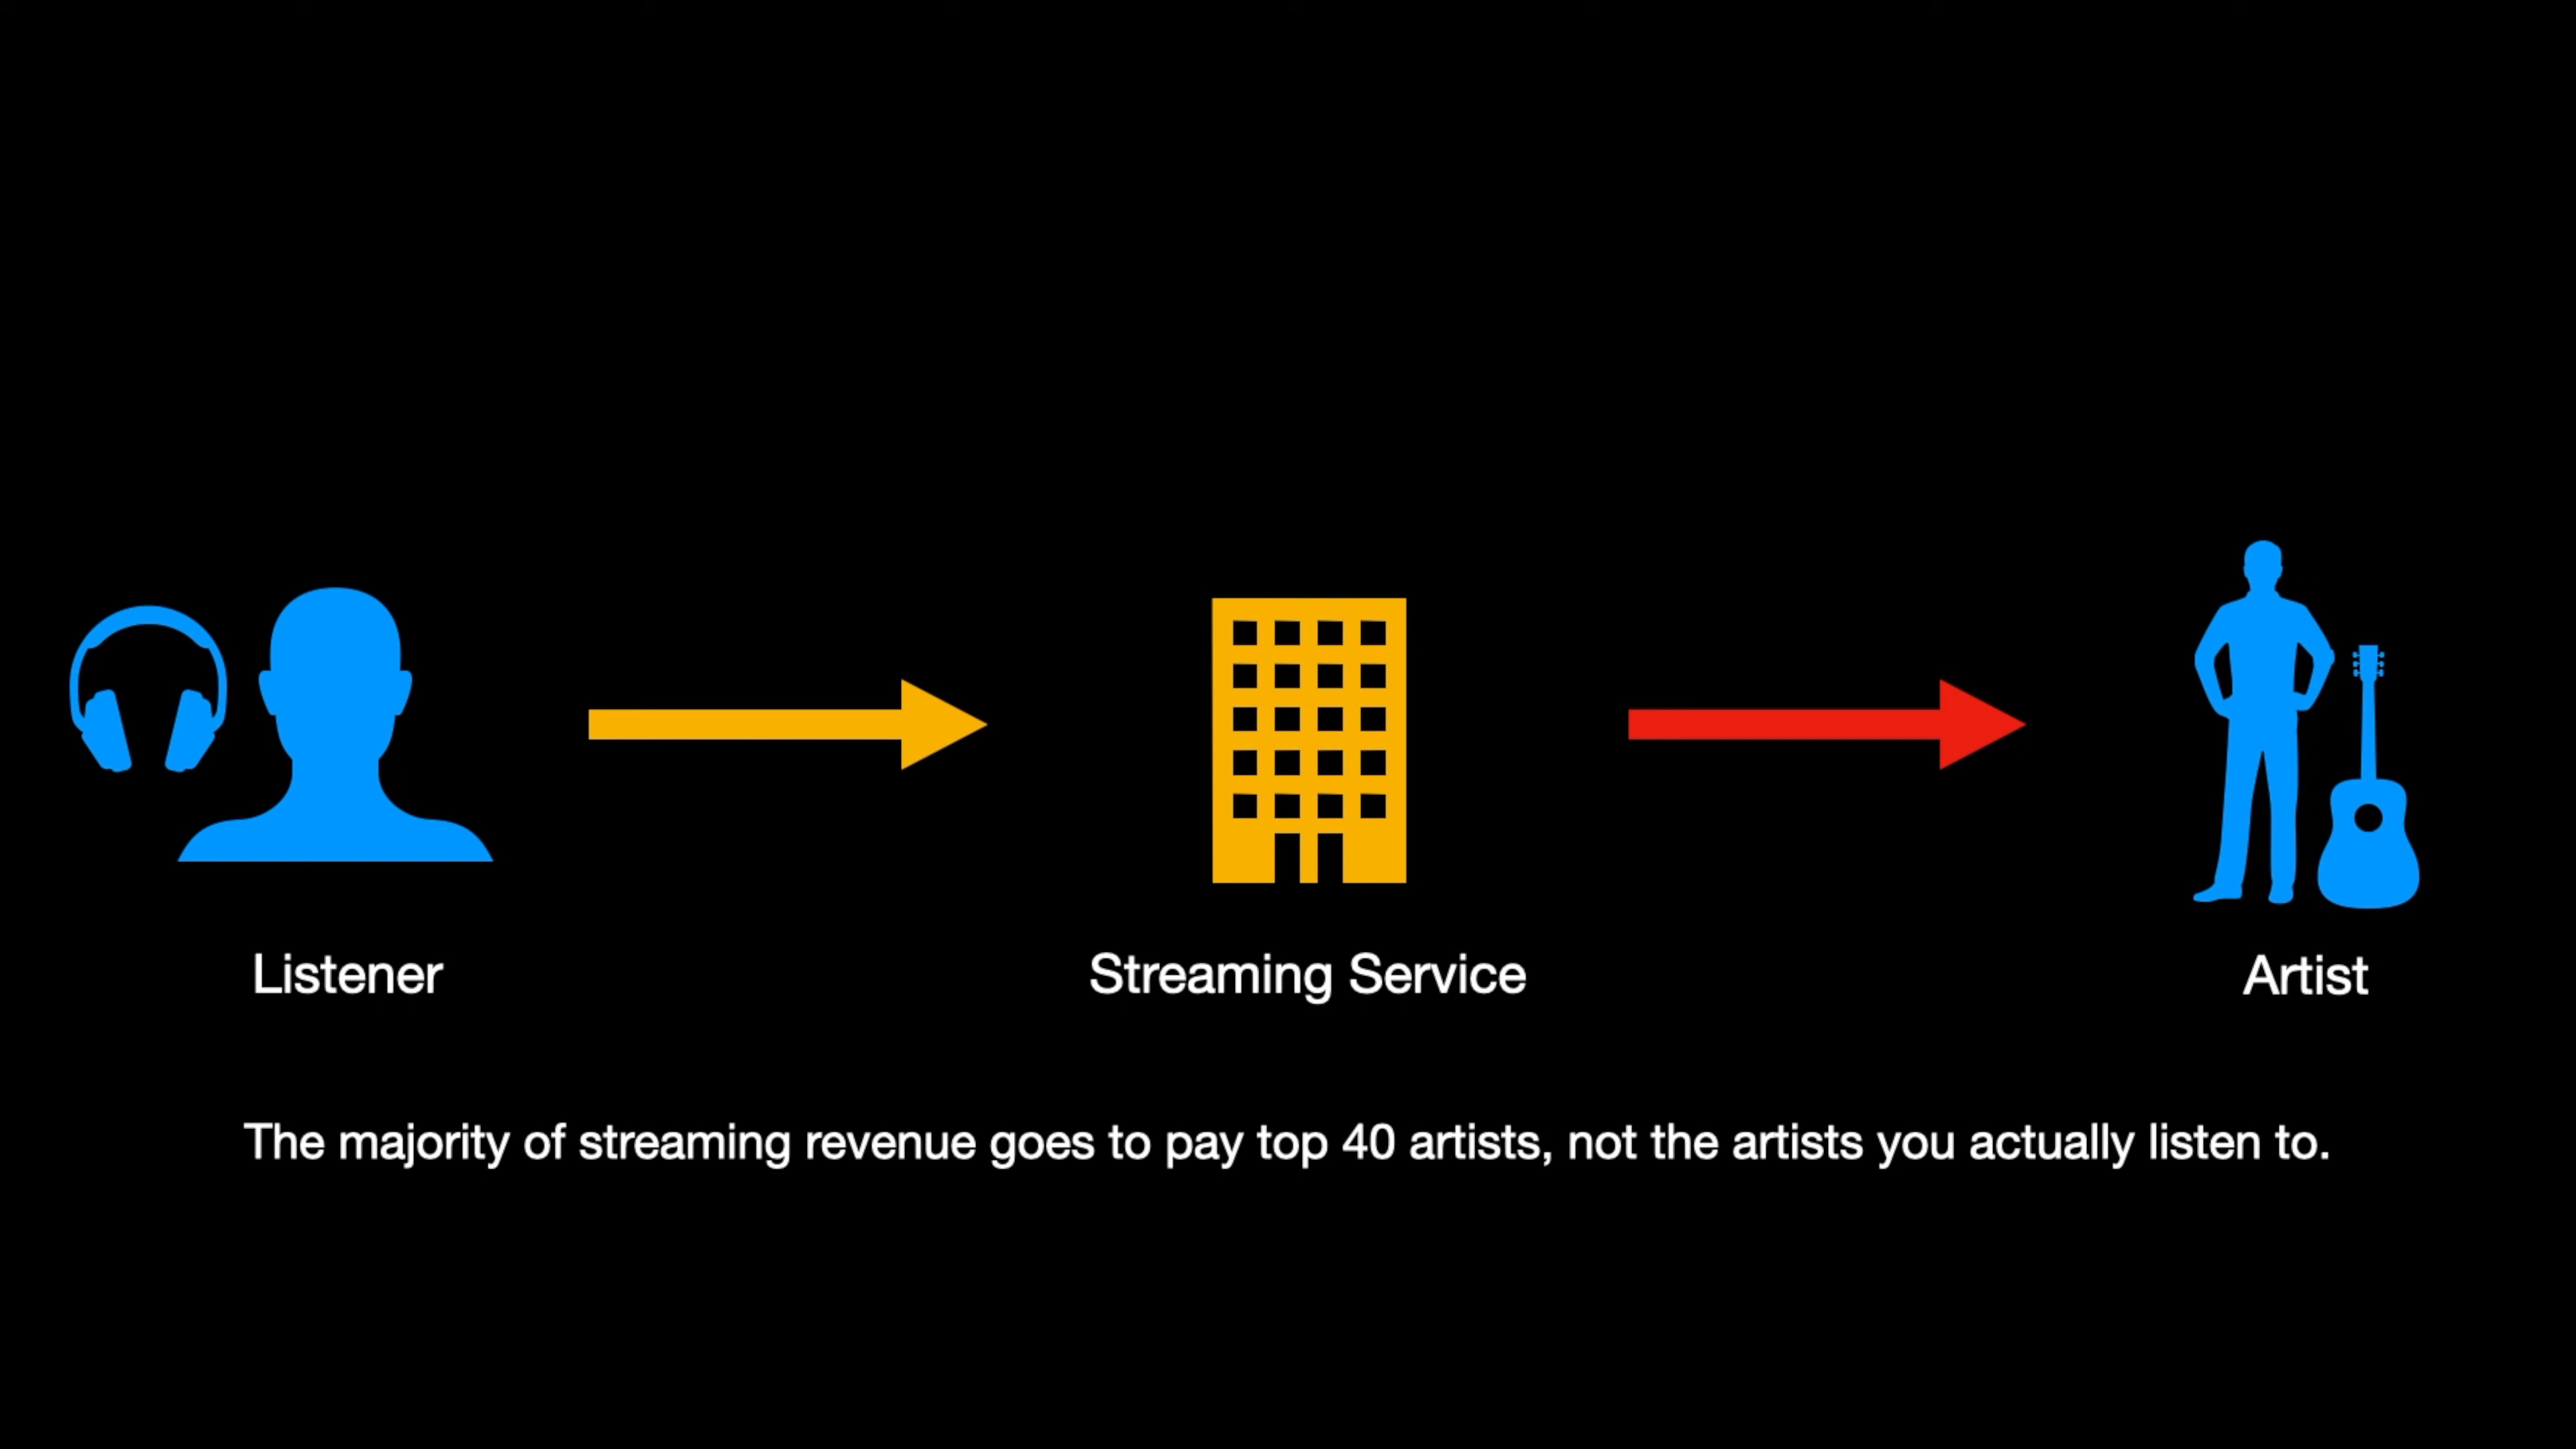 Listener
Streaming Service
Artist
The majority of streaming revenue goes to pay top 40 artists, not the artists you actually listen to.